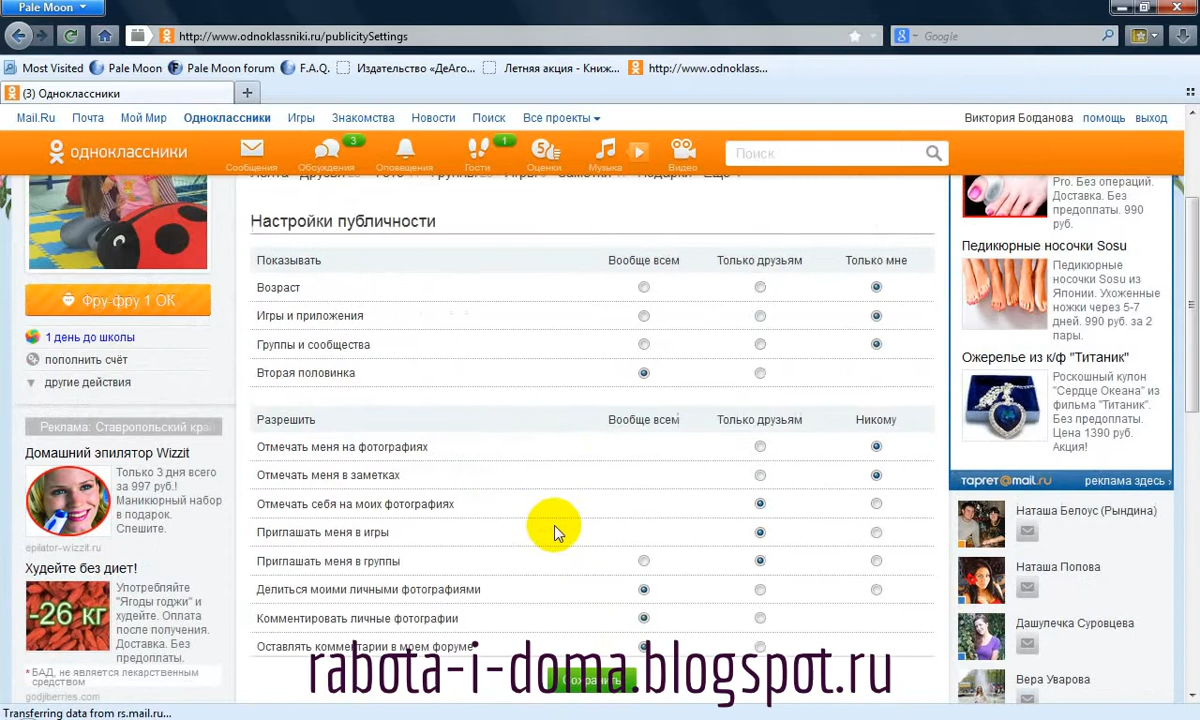 Pale Moon
http://www.odnoklassniki.ru/publicitySettings
Google
Most Visited Pale Moon Pale Moon forum F.A.Q. Издательство «ДеАго... Летняя акция - Книж... http://www.odnoklass...
(3) Одноклассники
Mail.Ru Почта Мой Мир Одноклассники Игры Знакомства Новости Поиск Все проекты Виктория Богданова помощь выход
одноклассники
3
1
5
Сообщения Обсуждения Оповещения Гости Оценки Музыка Видео
Поиск
Настройки публичности
Показывать Вообще всем Только друзьям Только мне
Возраст
Игры и приложения
Группы и сообщества
Вторая половинка
Разрешить Вообще всем Только друзьям Никому
Отмечать меня на фотографиях
Отмечать меня в заметках
Отмечать себя на моих фотографиях
Приглашать меня в игры
Приглашать меня в группы
Делиться моими личными фотографиями
Комментировать личные фотографии
Оставлять комментарии в моем форуме
Сохранить
Фру-фру 1 ОК
1 день до школы
пополнить счёт
другие действия
Реклама: Ставропольский кра
Домашний эпилятор Wizzit
Только 3 дня всего
за 997 руб.!
Маникюрный набор
в подарок.
Спешите.
epilator-wizzit.ru
Худейте без диет!
-26 кг
Употребляйте
"Ягоды годжи" и
худейте. Оплата
после получения.
Доставка. Без
предоплаты.
* БАД, не является лекарственным
средством
godjiberries.com
Pro. Без операций.
Доставка. Без
предоплаты. 990
руб.
Педикюрные носочки Sosu
Педикюрные
носочки Sosu из
Японии. Ухоженные
ножки через 5-7
дней. 990 руб. за 2
пары.
Ожерелье из к/ф "Титаник"
Роскошный кулон
"Сердце Океана" из
фильма "Титаник".
Без предоплаты.
Цена 1390 руб.
Акция!
таргет@mail.ru реклама здесь ›
Наташа Белоус (Рындина)
Наташа Попова
Дашулечка Суровцева
Вера Уварова
rabota-i-doma.blogspot.ru
Transferring data from rs.mail.ru...